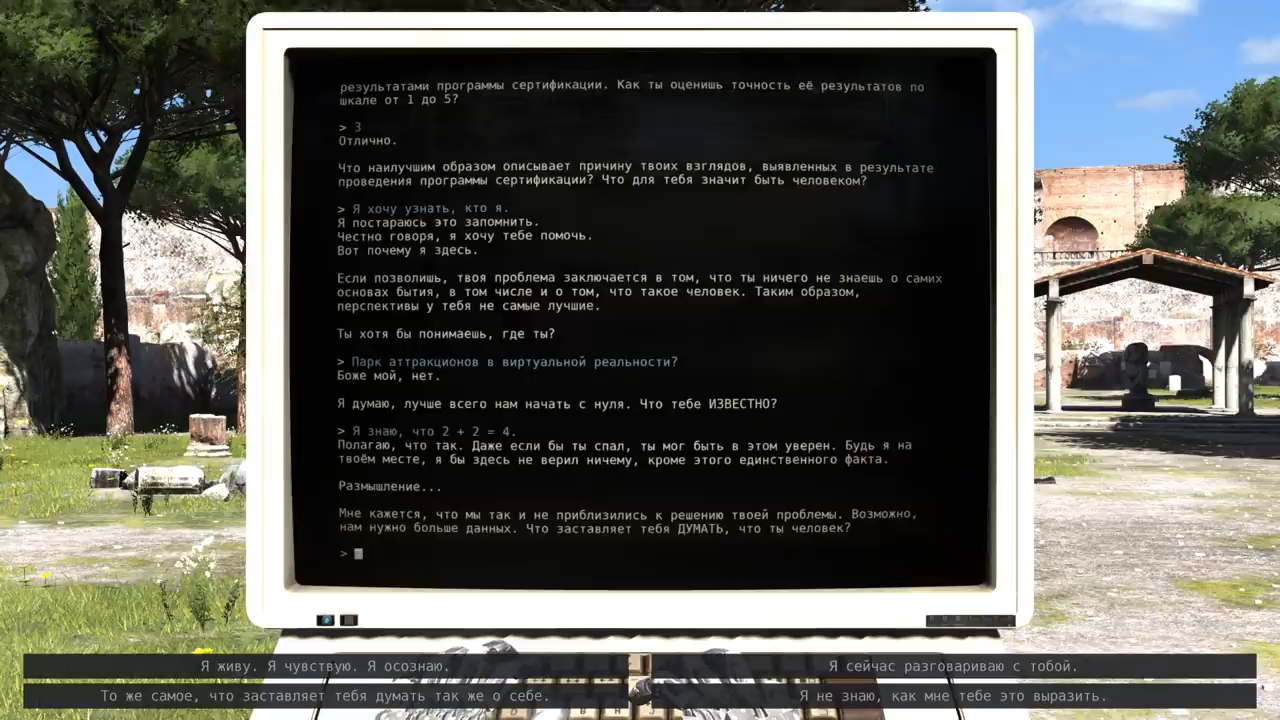 результатами программы сертификации. Как ты оценишь точность её результатов по
шкале от 1 до 5?
> 3
Отлично.
Что наилучшим образом описывает причину твоих взглядов, выявленных в результате
проведения программы сертификации? Что для тебя значит быть человеком?
> Я хочу узнать, кто я.
Я постараюсь это запомнить.
Честно говоря, я хочу тебе помочь.
Вот почему я здесь.
Если позволишь, твоя проблема заключается в том, что ты ничего не знаешь о самих
основах бытия, в том числе и о том, что такое человек. Таким образом,
перспективы у тебя не самые лучшие.
Ты хотя бы понимаешь, где ты?
> Парк аттракционов в виртуальной реальности?
Боже мой, нет.
Я думаю, лучше всего нам начать с нуля. Что тебе ИЗВЕСТНО?
> Я знаю, что 2 + 2 = 4.
Полагаю, что так. Даже если бы ты спал, ты мог быть в этом уверен. Будь я на
твоём месте, я бы здесь не верил ничему, кроме этого единственного факта.
Размышление...
Мне кажется, что мы так и не приблизились к решению твоей проблемы. Возможно,
нам нужно больше данных. Что заставляет тебя ДУМАТЬ, что ты человек?
>
Я живу. Я чувствую. Я осознаю.
Я сейчас разговариваю с тобой.
То же самое, что заставляет тебя думать так же о себе.
Я не знаю, как мне тебе это выразить.